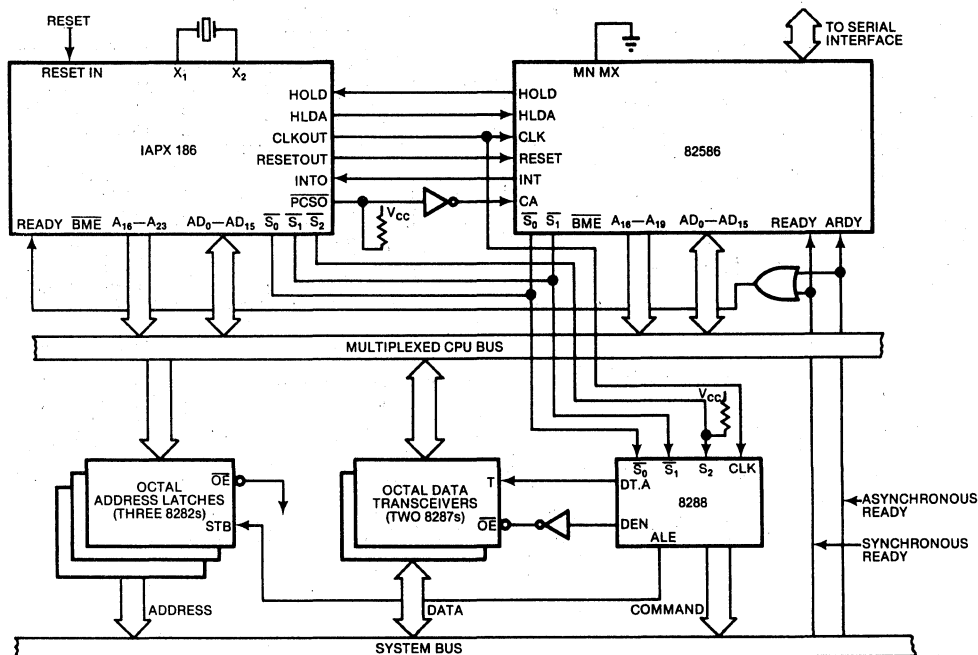 RESET
TO SERIAL
INTERFACE
RESET IN
X1
X2
MN MX
HOLD
HOLD
HLDA
HLDA
CLKOUT
CLK
IAPX 186
82586
RESETOUT
RESET
INTO
INT
PCSO
VCC
CA
READY
BME
A16—A23
AD0—AD15
S0
S1
S2
S0
S1
BME
A16—A19
AD0—AD15
READY
ARDY
MULTIPLEXED CPU BUS
VCC
OCTAL
ADDRESS LATCHES
(THREE 8282s)
OE
STB
OCTAL DATA
TRANSCEIVERS
(TWO 8287s)
T
OE
S0
S1
S2
CLK
DT.A
8288
DEN
ALE
ASYNCHRONOUS
READY
SYNCHRONOUS
READY
ADDRESS
DATA
COMMAND
SYSTEM BUS